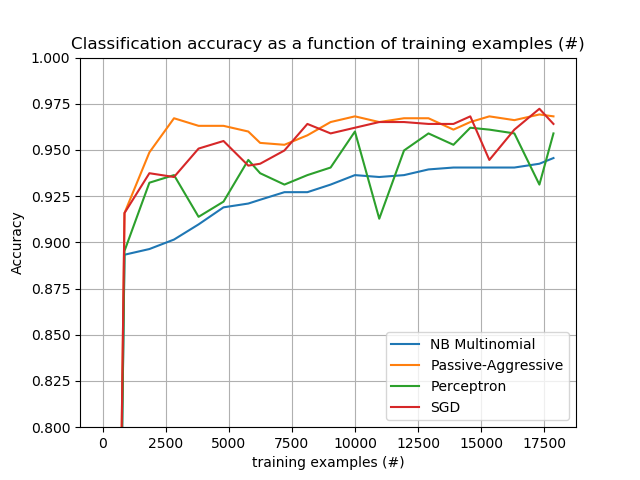 Classification accuracy as a function of training examples (#)
1.000
0.975
0.950
0.925
0.900
0.875
0.850
0.825
0.800
Accuracy
NB Multinomial
Passive-Aggressive
Perceptron
SGD
0 2500 5000 7500 10000 12500 15000 17500
training examples (#)